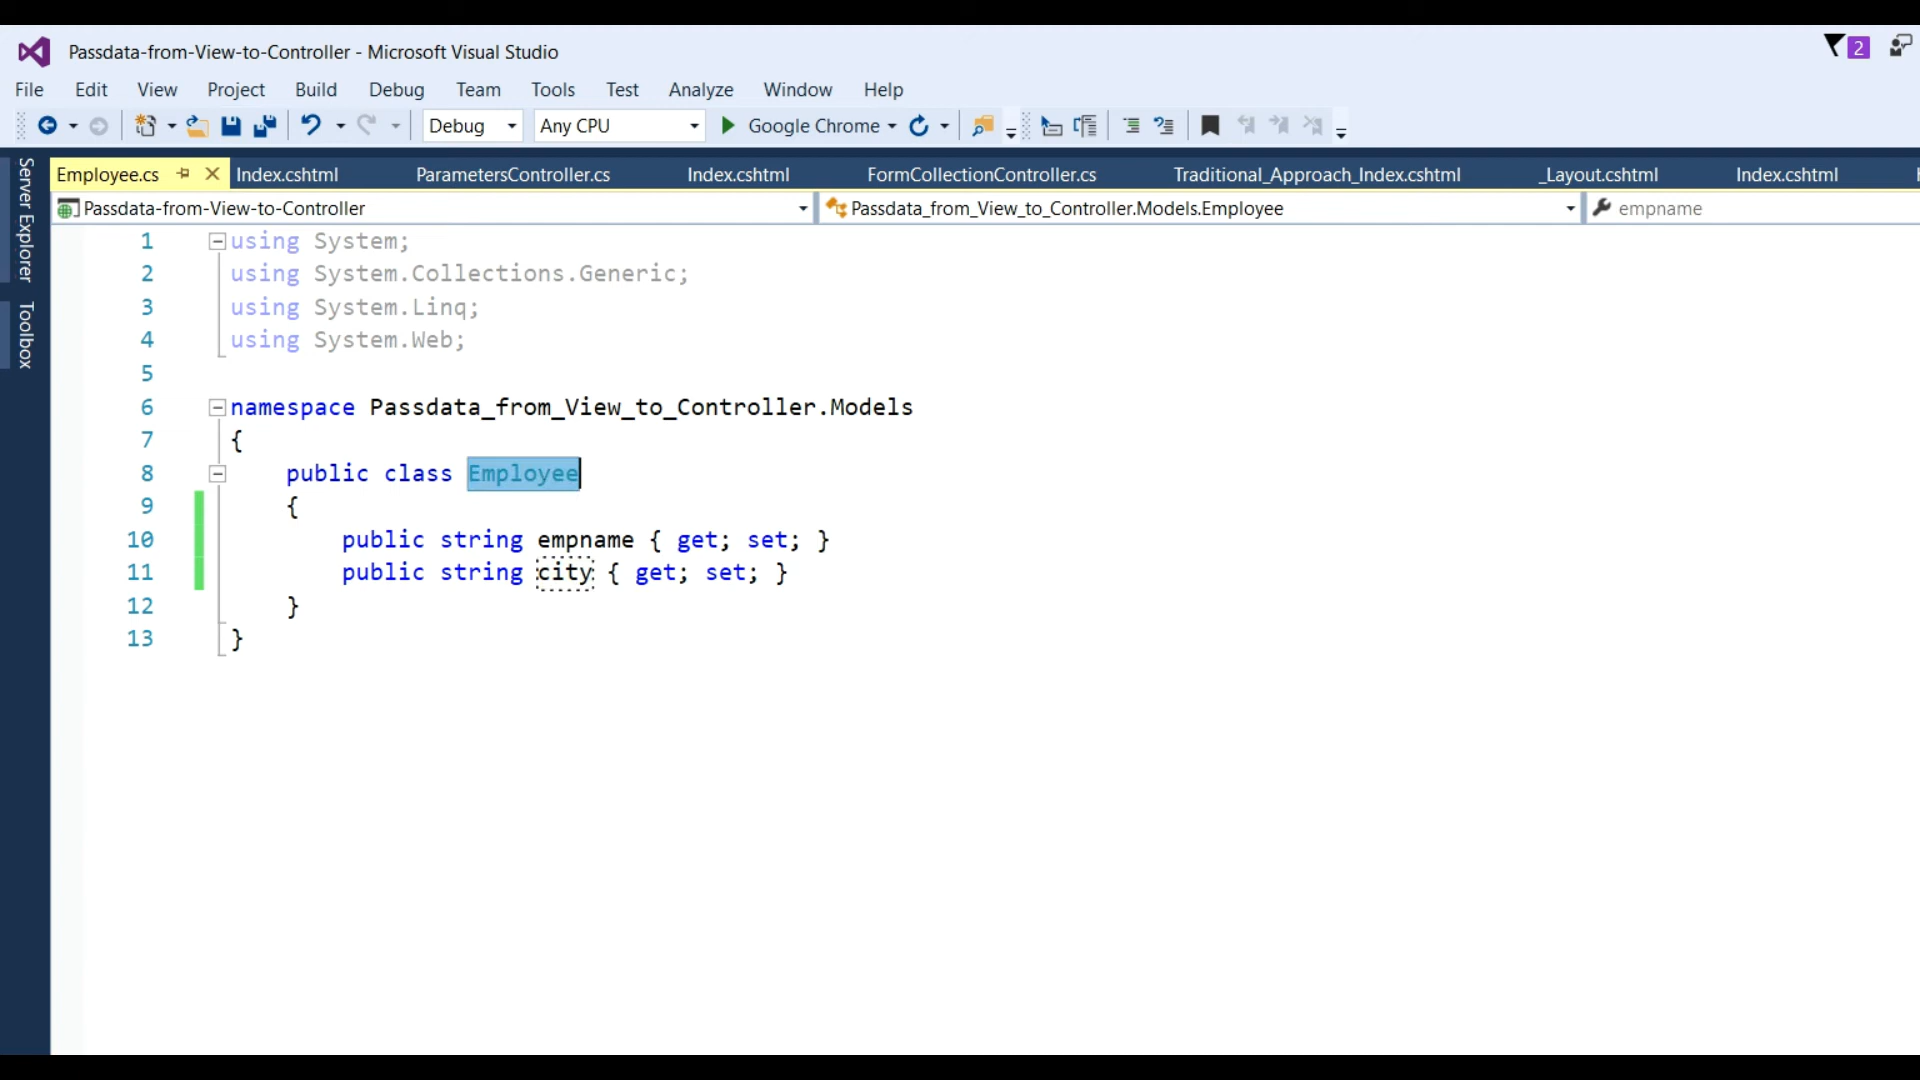 Passdata-from-View-to-Controller - Microsoft Visual Studio
2
File Edit View Project Build Debug Team Tools Test Analyze Window Help
Debug Any CPU Google Chrome
Server Explorer
Toolbox
Employee.cs Index.cshtml ParametersController.cs Index.cshtml FormCollectionController.cs Traditional_Approach_Index.cshtml _Layout.cshtml Index.cshtml
Passdata-from-View-to-Controller Passdata_from_View_to_Controller.Models.Employee empname
1 using System;
2 using System.Collections.Generic;
3 using System.Linq;
4 using System.Web;
5
6 namespace Passdata_from_View_to_Controller.Models
7 {
8 public class Employee
9 {
10 public string empname { get; set; }
11 public string city { get; set; }
12 }
13 }